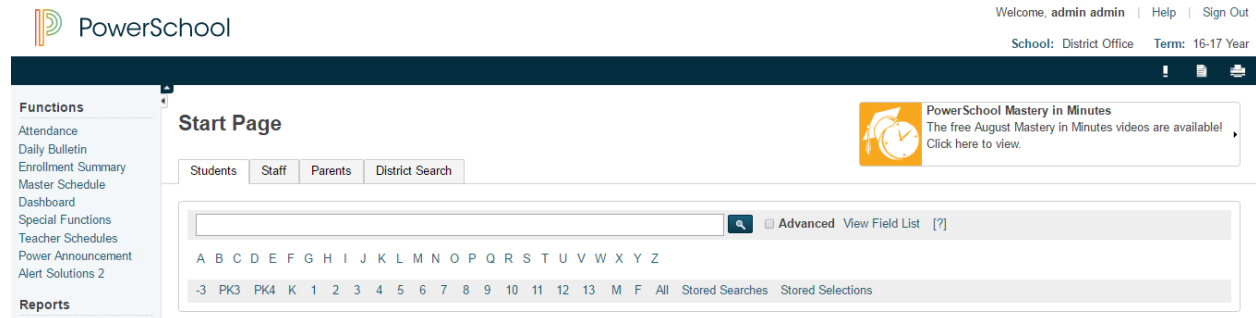 PowerSchool
Welcome, admin admin | Help | Sign Out
School: District Office Term: 16-17 Year
Functions
Attendance
Daily Bulletin
Enrollment Summary
Master Schedule
Dashboard
Special Functions
Teacher Schedules
Power Announcement
Alert Solutions 2
Reports
Start Page
PowerSchool Mastery in Minutes
The free August Mastery in Minutes videos are available!
Click here to view.
Students Staff Parents District Search
Advanced View Field List [?]
A B C D E F G H I J K L M N O P Q R S T U V W X Y Z
-3 PK3 PK4 K 1 2 3 4 5 6 7 8 9 10 11 12 13 M F All Stored Searches Stored Selections